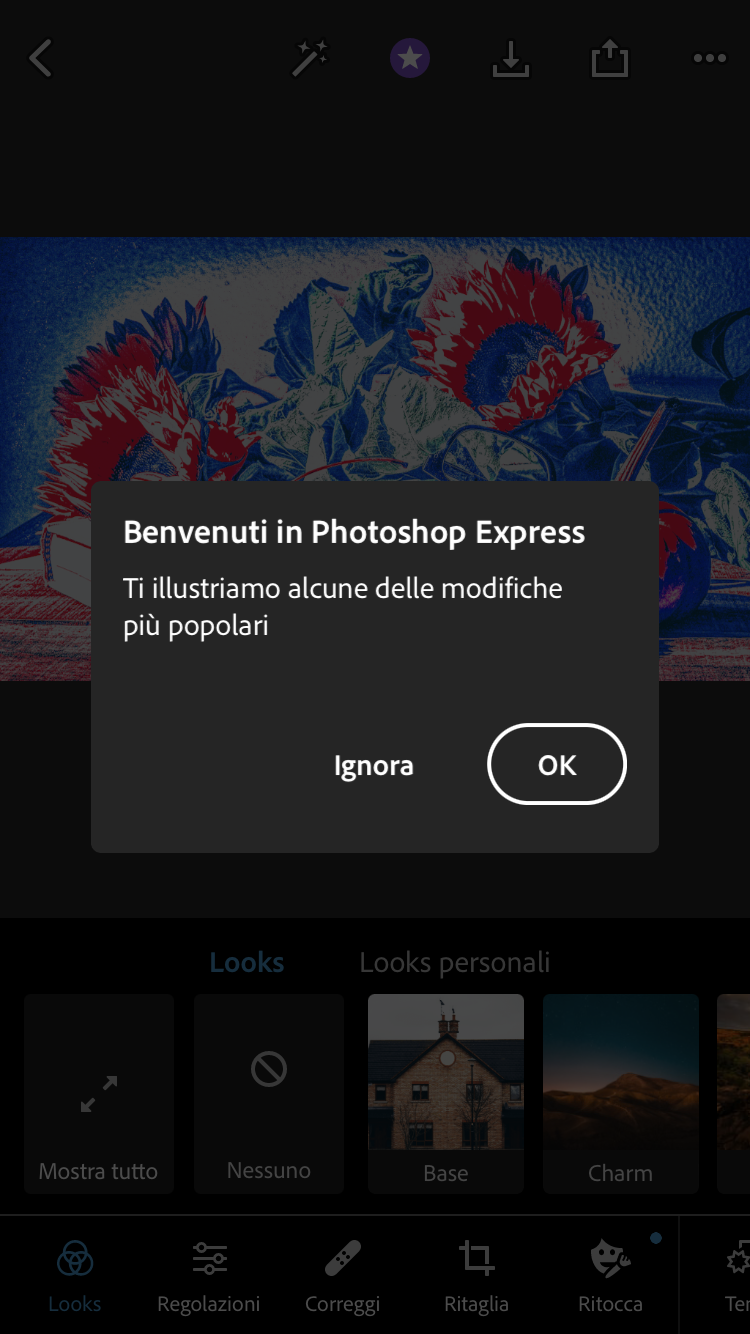 Benvenuti in Photoshop Express
Ti illustriamo alcune delle modifiche
più popolari
Ignora
OK
Looks
Looks personali
Mostra tutto
Nessuno
Base
Charm
Looks
Regolazioni
Correggi
Ritaglia
Ritocca